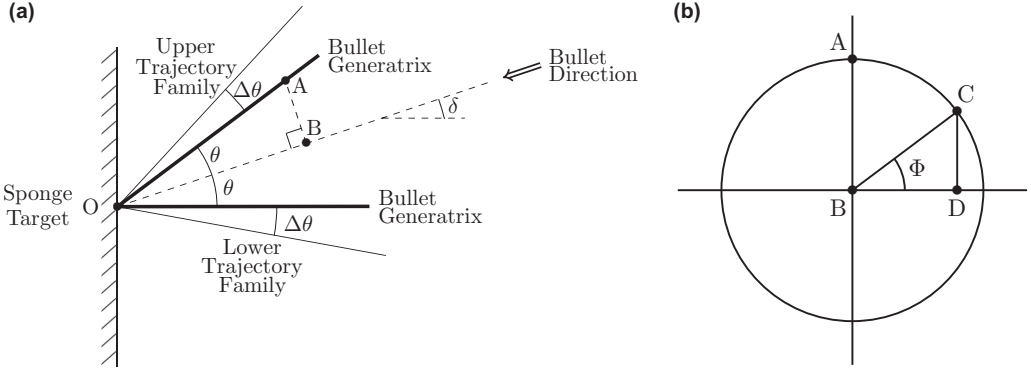 (a)
Upper
Trajectory
Family
Δθ
Bullet
Generatrix
A
B
Bullet
Direction
δ
θ
θ
Sponge
Target
O
Bullet
Generatrix
Δθ
Lower
Trajectory
Family
(b)
A
C
Φ
B
D